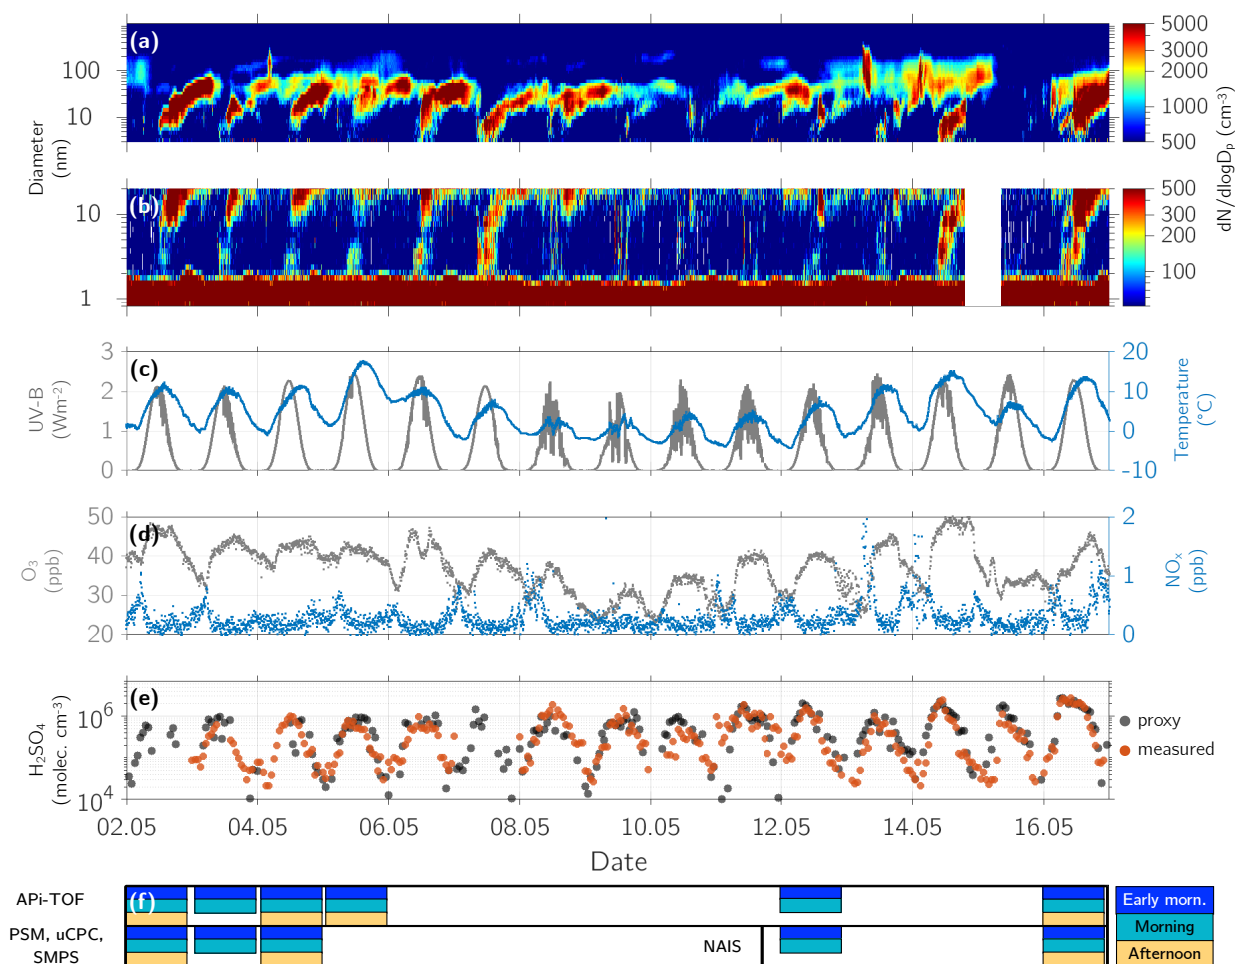 (a)
100
10
Diameter
(nm)
5000
3000
2000
1000
500
dN/dlogDₚ (cm⁻³)
(b)
10
1
500
300
200
100
(c)
3
2
1
0
UV-B
(Wm⁻²)
20
10
0
-10
Temperature
(°C)
(d)
50
40
30
20
O₃
(ppb)
2
1
0
NOₓ
(ppb)
(e)
10⁶
10⁴
H₂SO₄
(molec. cm⁻³)
proxy
measured
02.05 04.05 06.05 08.05 10.05 12.05 14.05 16.05
Date
(f)
APi-TOF
PSM, uCPC,
SMPS
NAIS
Early morn.
Morning
Afternoon